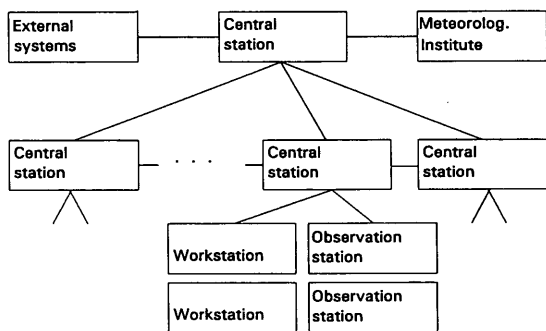 External
systems
Central
station
Meteorolog.
Institute
Central
station
. . .
Central
station
Central
station
Workstation
Observation
station
Workstation
Observation
station